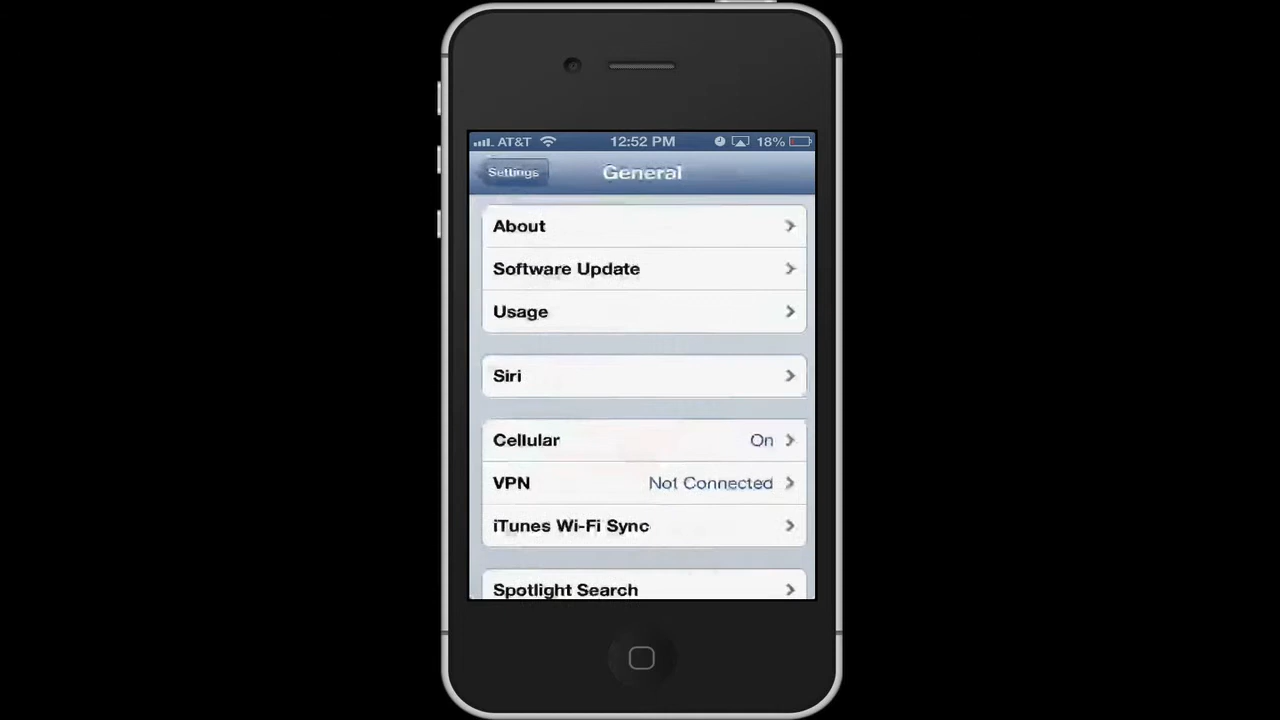 AT&T 12:52 PM 18%
Settings General
About
Software Update
Usage
Siri
Cellular On
VPN Not Connected
iTunes Wi-Fi Sync
Spotlight Search